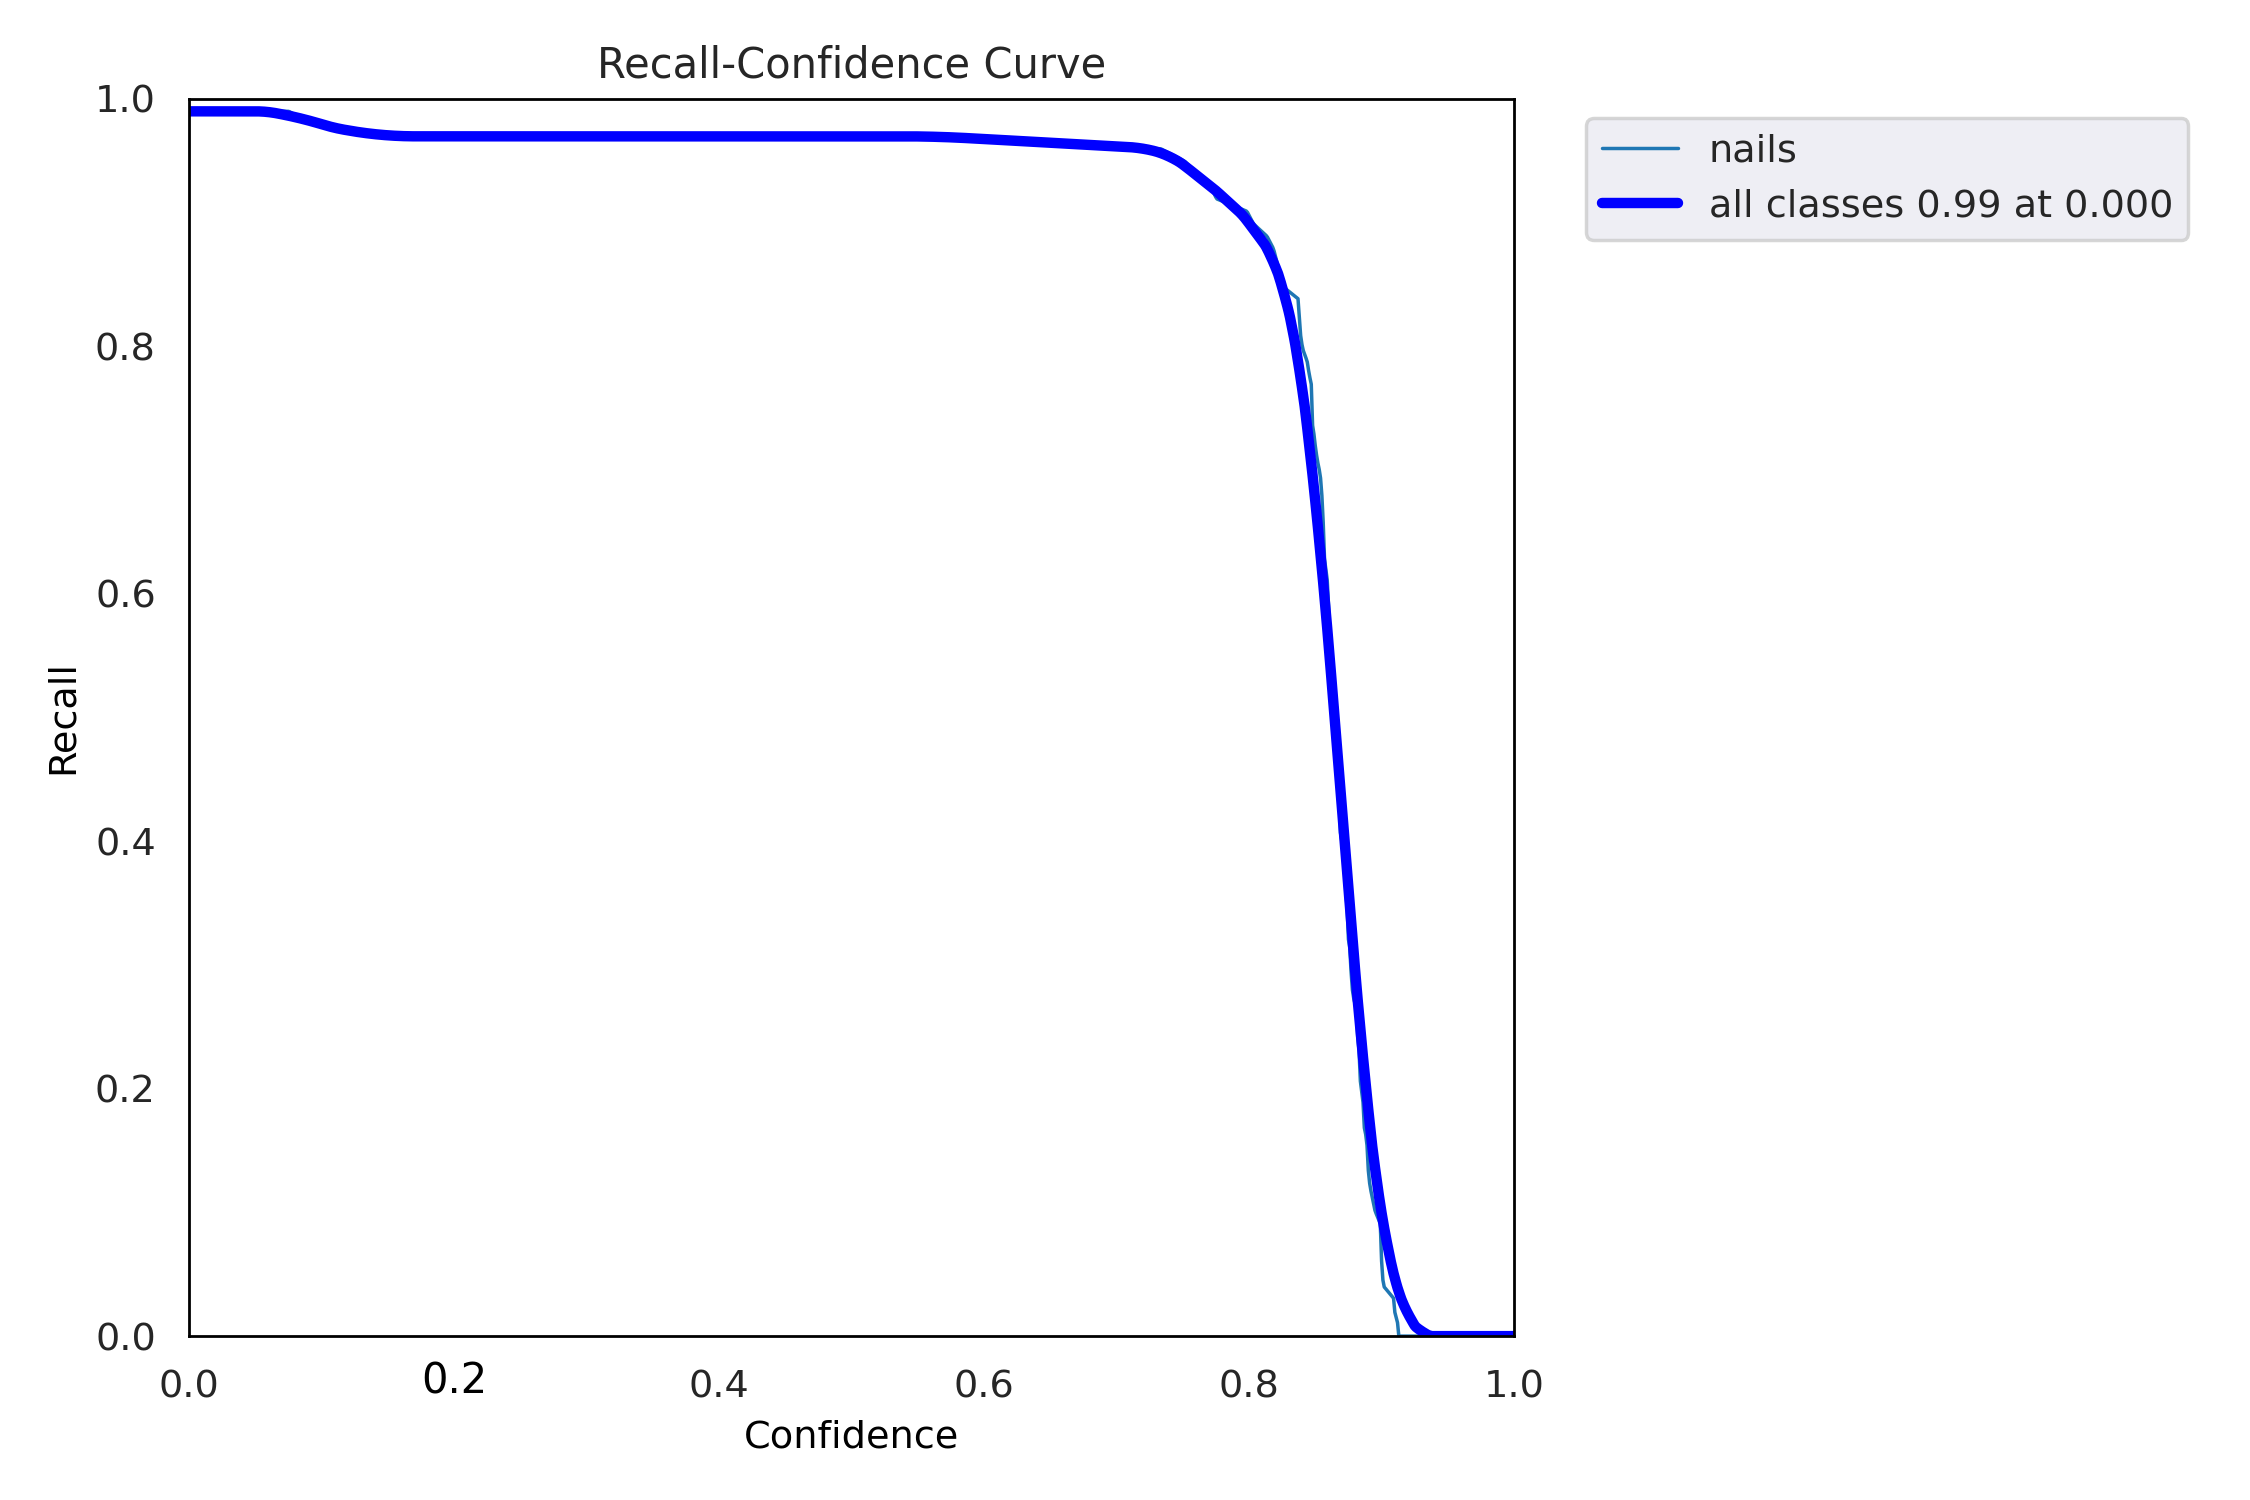 Recall-Confidence Curve
1.0
0.8
0.6
0.4
0.2
0.0
Recall
0.0 0.2 0.4 0.6 0.8 1.0
Confidence
nails
all classes 0.99 at 0.000